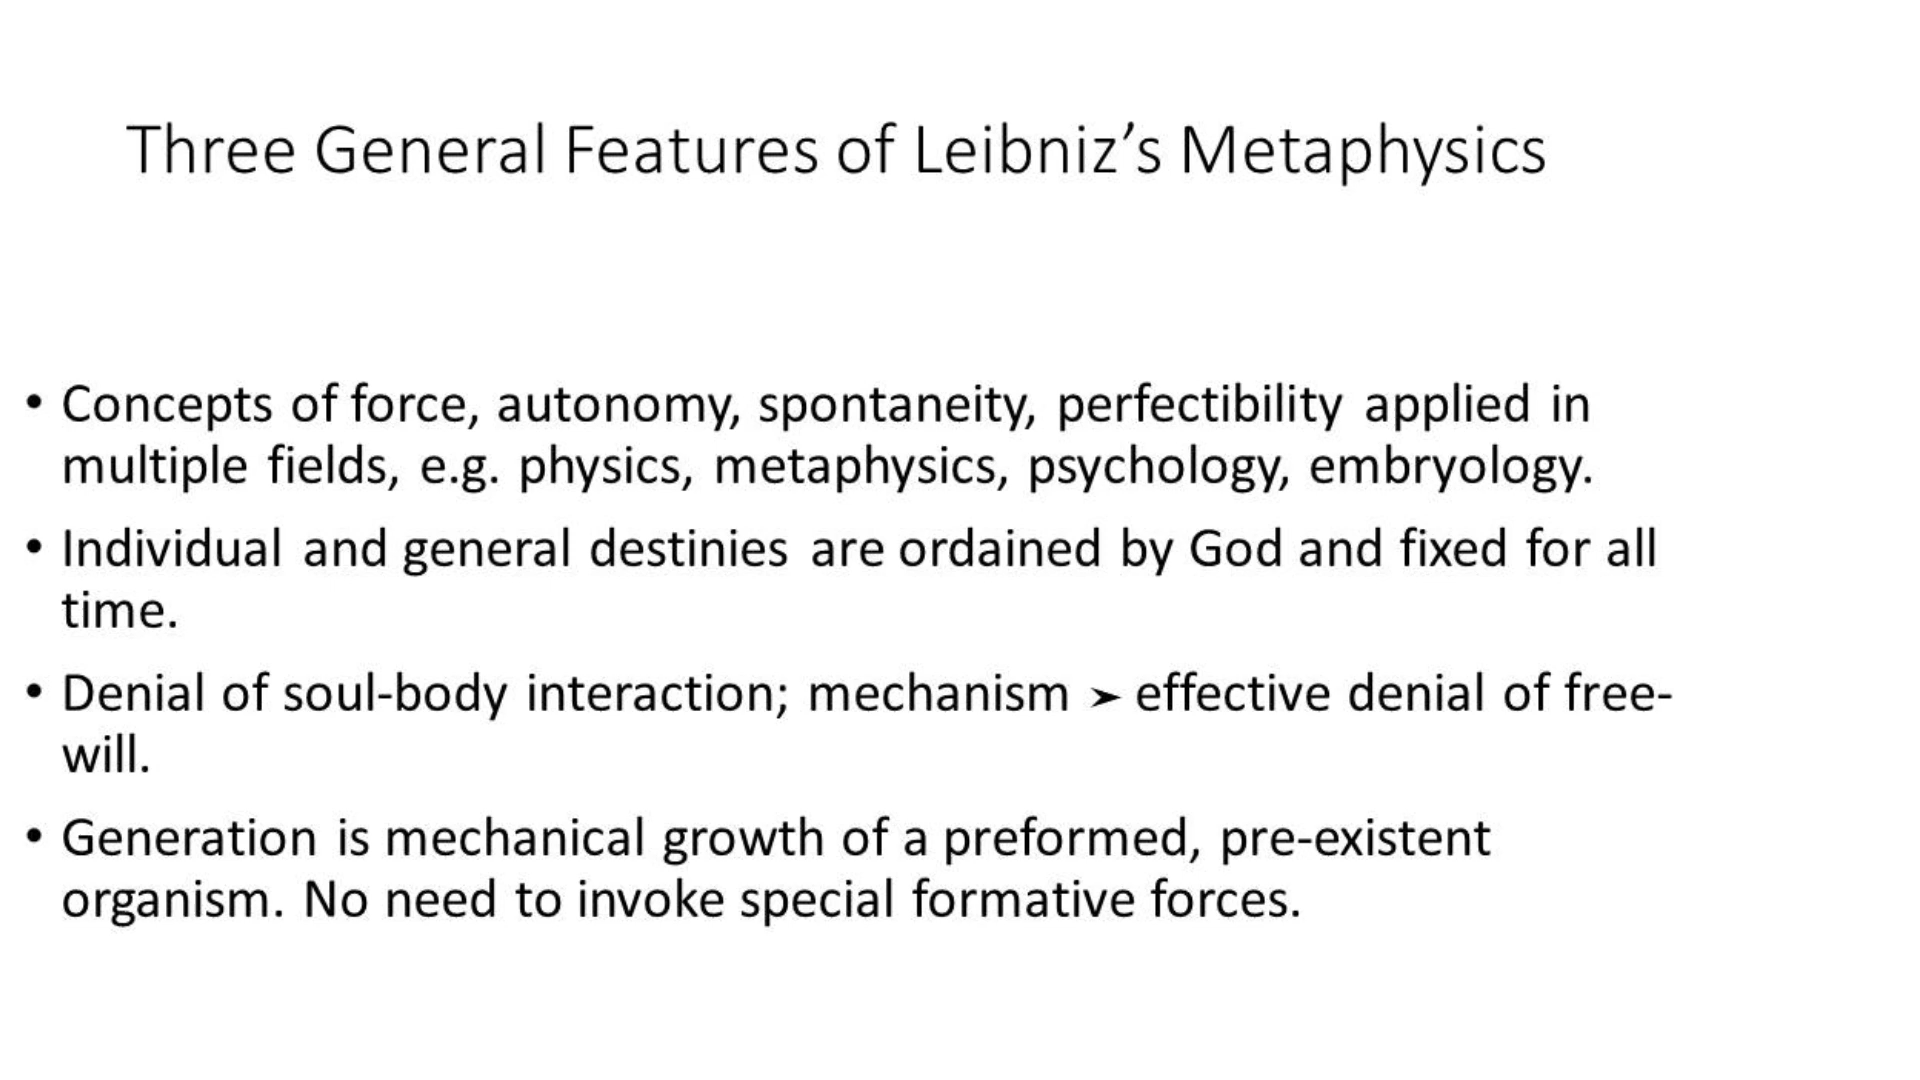 Three General Features of Leibniz’s Metaphysics
• Concepts of force, autonomy, spontaneity, perfectibility applied in
multiple fields, e.g. physics, metaphysics, psychology, embryology.
• Individual and general destinies are ordained by God and fixed for all
time.
• Denial of soul-body interaction; mechanism ➢ effective denial of free-
will.
• Generation is mechanical growth of a preformed, pre-existent
organism. No need to invoke special formative forces.